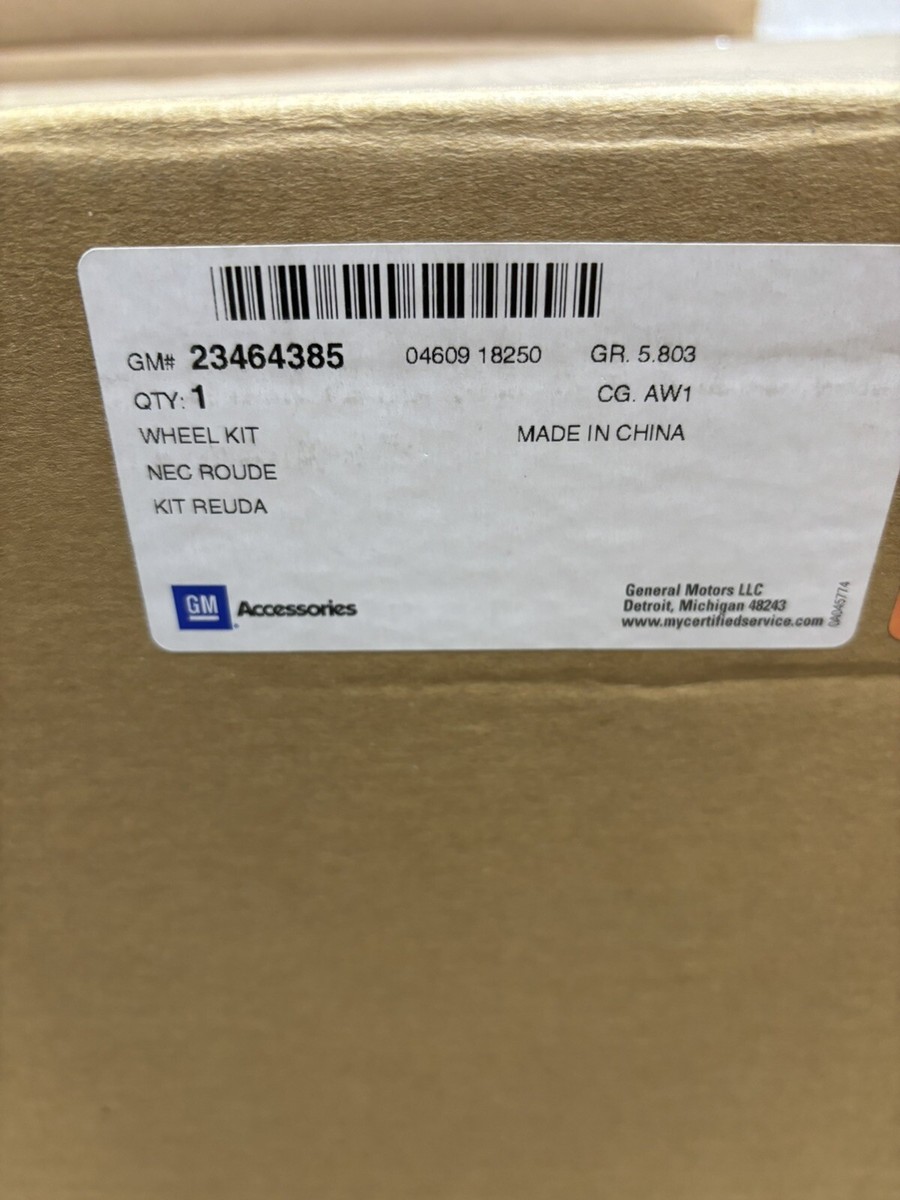 GM# 23464385 04609 18250 GR. 5.803
QTY: 1 CG. AW1
WHEEL KIT MADE IN CHINA
NEC ROUDE
KIT REUDA
GM Accessories
General Motors LLC
Detroit, Michigan 48243
www.mycertifiedservice.com
0A045774